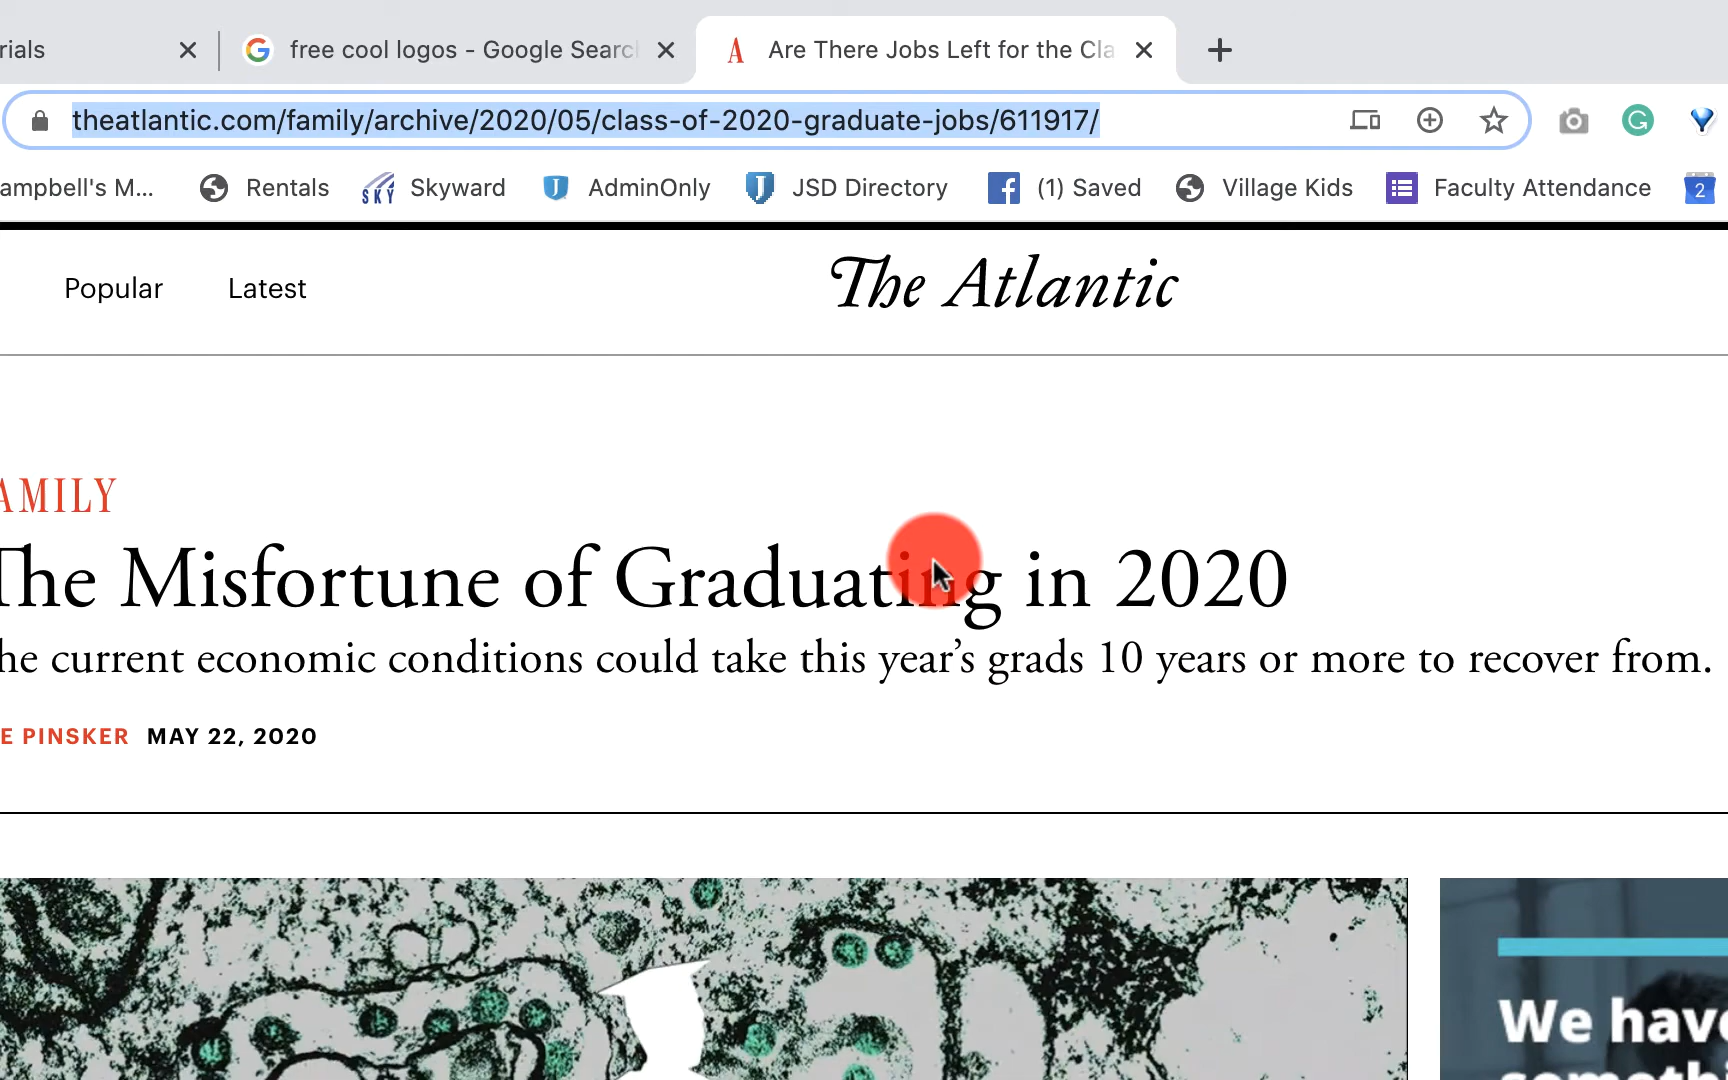 rials
free cool logos - Google Search
Are There Jobs Left for the Cla
theatlantic.com/family/archive/2020/05/class-of-2020-graduate-jobs/611917/
ampbell's M...
Rentals
SKY Skyward
AdminOnly
JSD Directory
(1) Saved
Village Kids
Faculty Attendance
2
Popular
Latest
The Atlantic
AMILY
The Misfortune of Graduating in 2020
he current economic conditions could take this year's grads 10 years or more to recover from.
E PINSKER MAY 22, 2020
We have